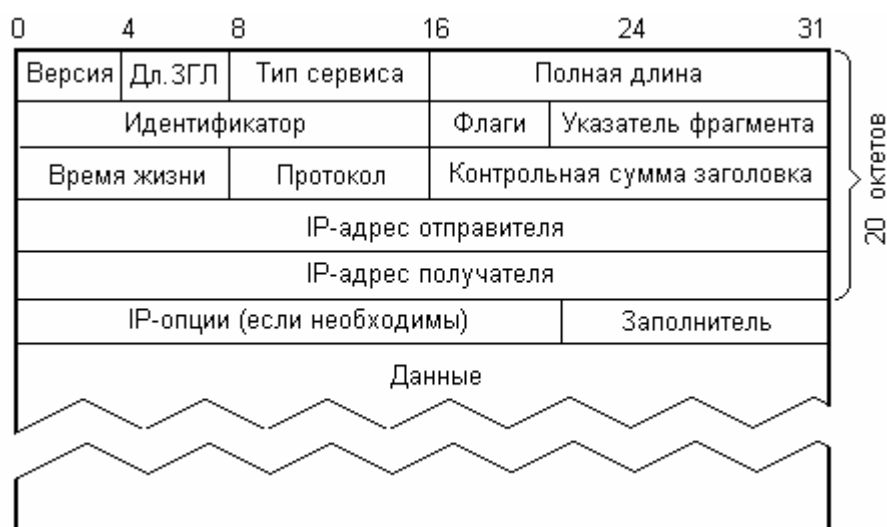 0 4 8 16 24 31
Версия Дл.ЗГЛ Тип сервиса Полная длина
Идентификатор Флаги Указатель фрагмента
Время жизни Протокол Контрольная сумма заголовка
IP-адрес отправителя
IP-адрес получателя
IP-опции (если необходимы) Заполнитель
Данные
20 октетов